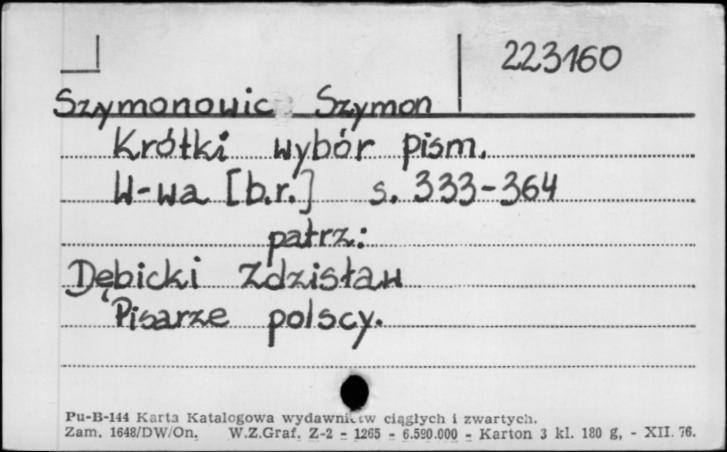 223160
Szymonowic Szymon
Krótki wybór pism.
W-wa [b.r.] s. 333-364
patrz:
Dębicki Zdzisław
Pisarze polscy.
Pu-B-144 Karta Katalogowa wydawnictw ciągłych i zwartych.
Zam. 1648/DW/On. W.Z.Graf. Z-2 - 1265 - 6.590.000 - Karton 3 kl. 180 g, - XII. 76.